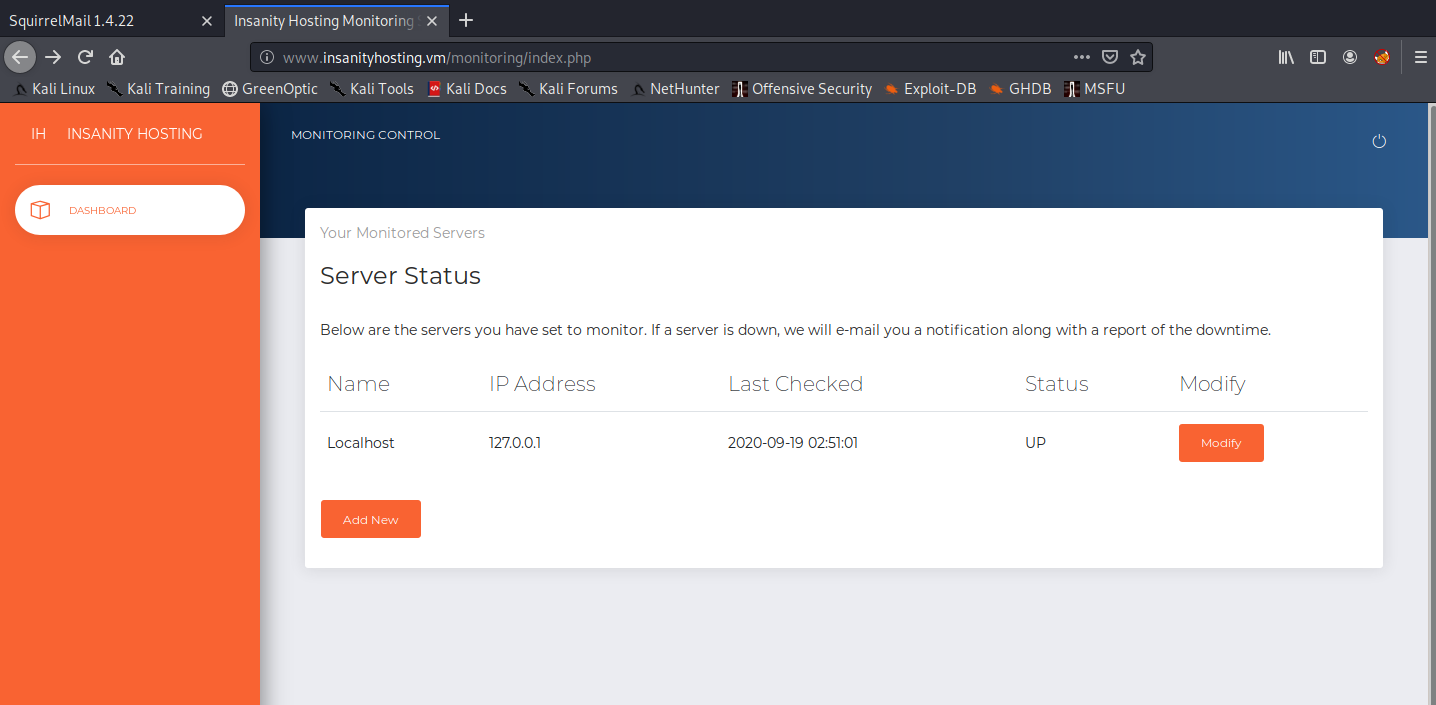 SquirrelMail 1.4.22
Insanity Hosting Monitoring
www.insanityhosting.vm/monitoring/index.php
Kali Linux Kali Training GreenOptic Kali Tools Kali Docs Kali Forums NetHunter Offensive Security Exploit-DB GHDB MSFU
IH INSANITY HOSTING
MONITORING CONTROL
DASHBOARD
Your Monitored Servers
Server Status
Below are the servers you have set to monitor. If a server is down, we will e-mail you a notification along with a report of the downtime.
Name IP Address Last Checked Status Modify
Localhost 127.0.0.1 2020-09-19 02:51:01 UP Modify
Add New